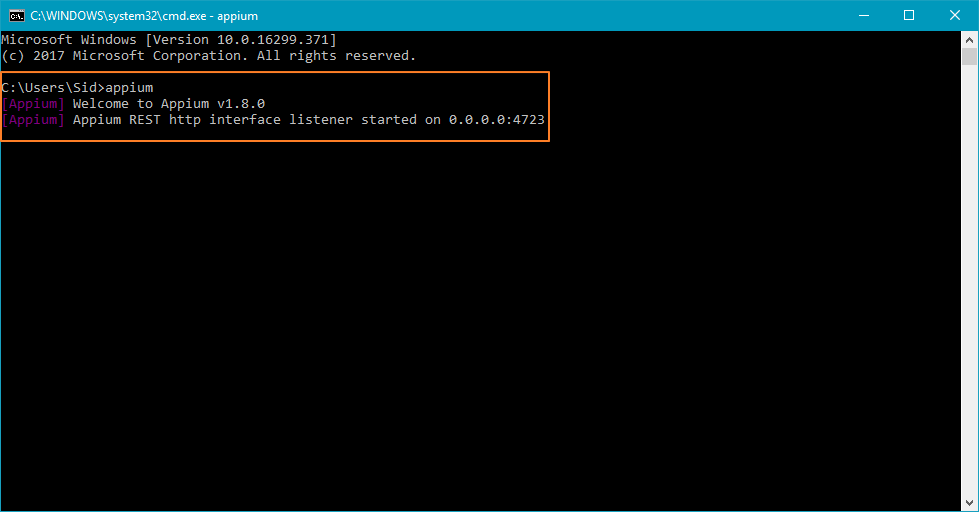 C:\WINDOWS\system32\cmd.exe - appium
Microsoft Windows [Version 10.0.16299.371]
(c) 2017 Microsoft Corporation. All rights reserved.
C:\Users\Sid>appium
[Appium] Welcome to Appium v1.8.0
[Appium] Appium REST http interface listener started on 0.0.0.0:4723